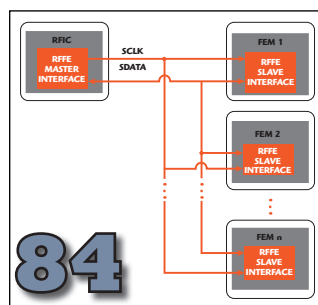 RFIC
RFFE
MASTER
INTERFACE
SCLK
SDATA
FEM 1
RFFE
SLAVE
INTERFACE
FEM 2
RFFE
SLAVE
INTERFACE
FEM n
RFFE
SLAVE
INTERFACE
84